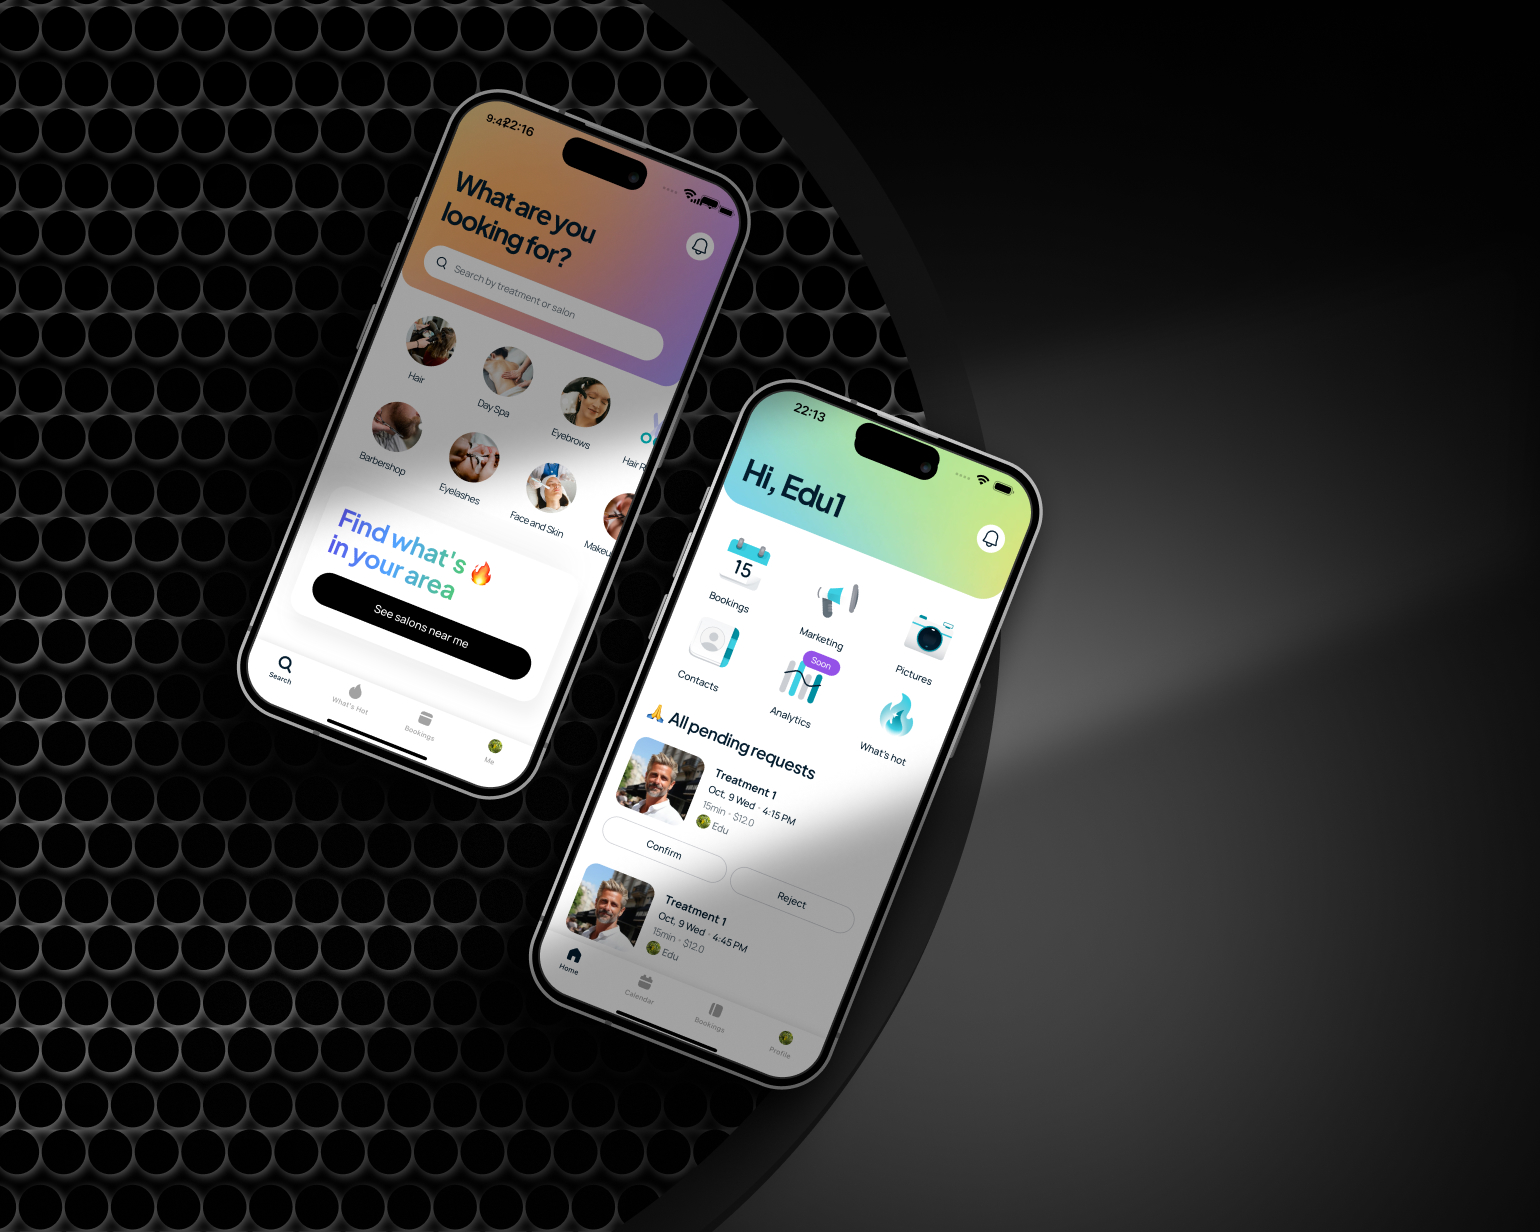 9:42
22:16
What are you
looking for?
Search by treatment or salon
Hair
Day Spa
Eyebrows
Hair R
Barbershop
Eyelashes
Face and Skin
Makeu
Find what's 🔥
in your area
See salons near me
Search
What's Hot
Bookings
Me
22:13
Hi, Edu1
15
Bookings
Marketing
Pictures
Contacts
Soon
Analytics
What's hot
🙏 All pending requests
Treatment 1
Oct, 9 Wed · 4:15 PM
15min · $12.0
Edu
Confirm
Reject
Treatment 1
Oct, 9 Wed · 4:45 PM
15min · $12.0
Edu
Home
Calendar
Bookings
Profile